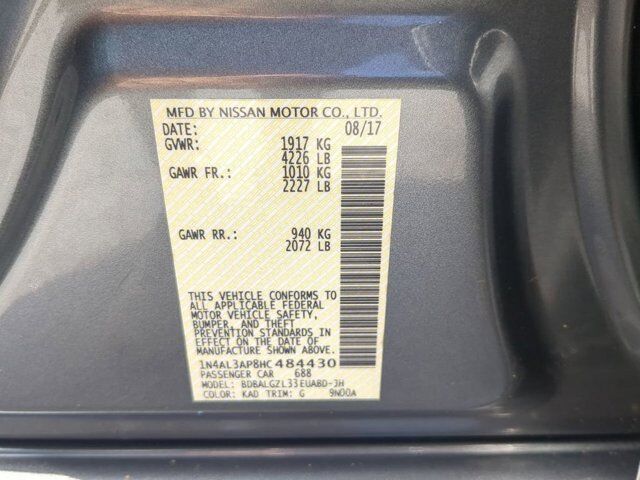 MFD BY NISSAN MOTOR CO., LTD.
DATE: 08/17
GVWR: 1917 KG
4226 LB
GAWR FR.: 1010 KG
2227 LB
GAWR RR.: 940 KG
2072 LB
THIS VEHICLE CONFORMS TO
ALL APPLICABLE FEDERAL
MOTOR VEHICLE SAFETY,
BUMPER, AND THEFT
PREVENTION STANDARDS IN
EFFECT ON THE DATE OF
MANUFACTURE SHOWN ABOVE.
1N4AL3AP8HC484430
PASSENGER CAR 688
MODEL: BDBALGZL33EUABD-JH
COLOR: KAD TRIM: G 9N00A